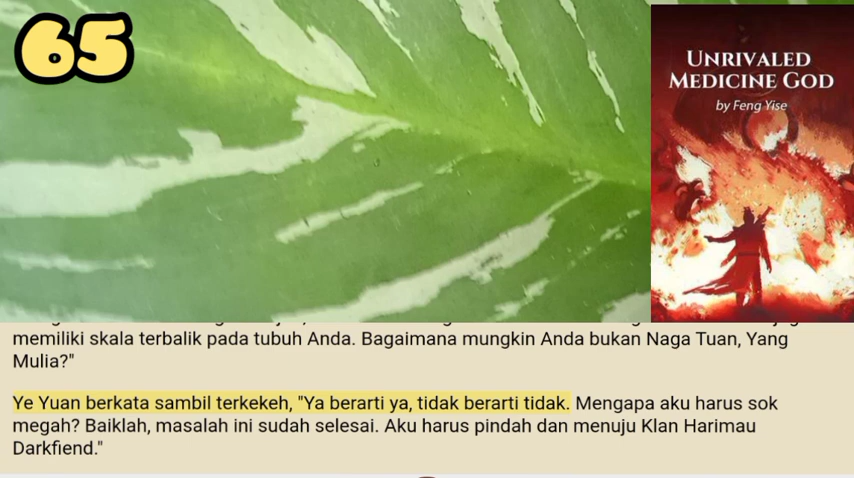 65
UNRIVALED
MEDICINE GOD
by Feng Yise
memiliki skala terbalik pada tubuh Anda. Bagaimana mungkin Anda bukan Naga Tuan, Yang
Mulia?"
Ye Yuan berkata sambil terkekeh, "Ya berarti ya, tidak berarti tidak. Mengapa aku harus sok
megah? Baiklah, masalah ini sudah selesai. Aku harus pindah dan menuju Klan Harimau
Darkfiend."